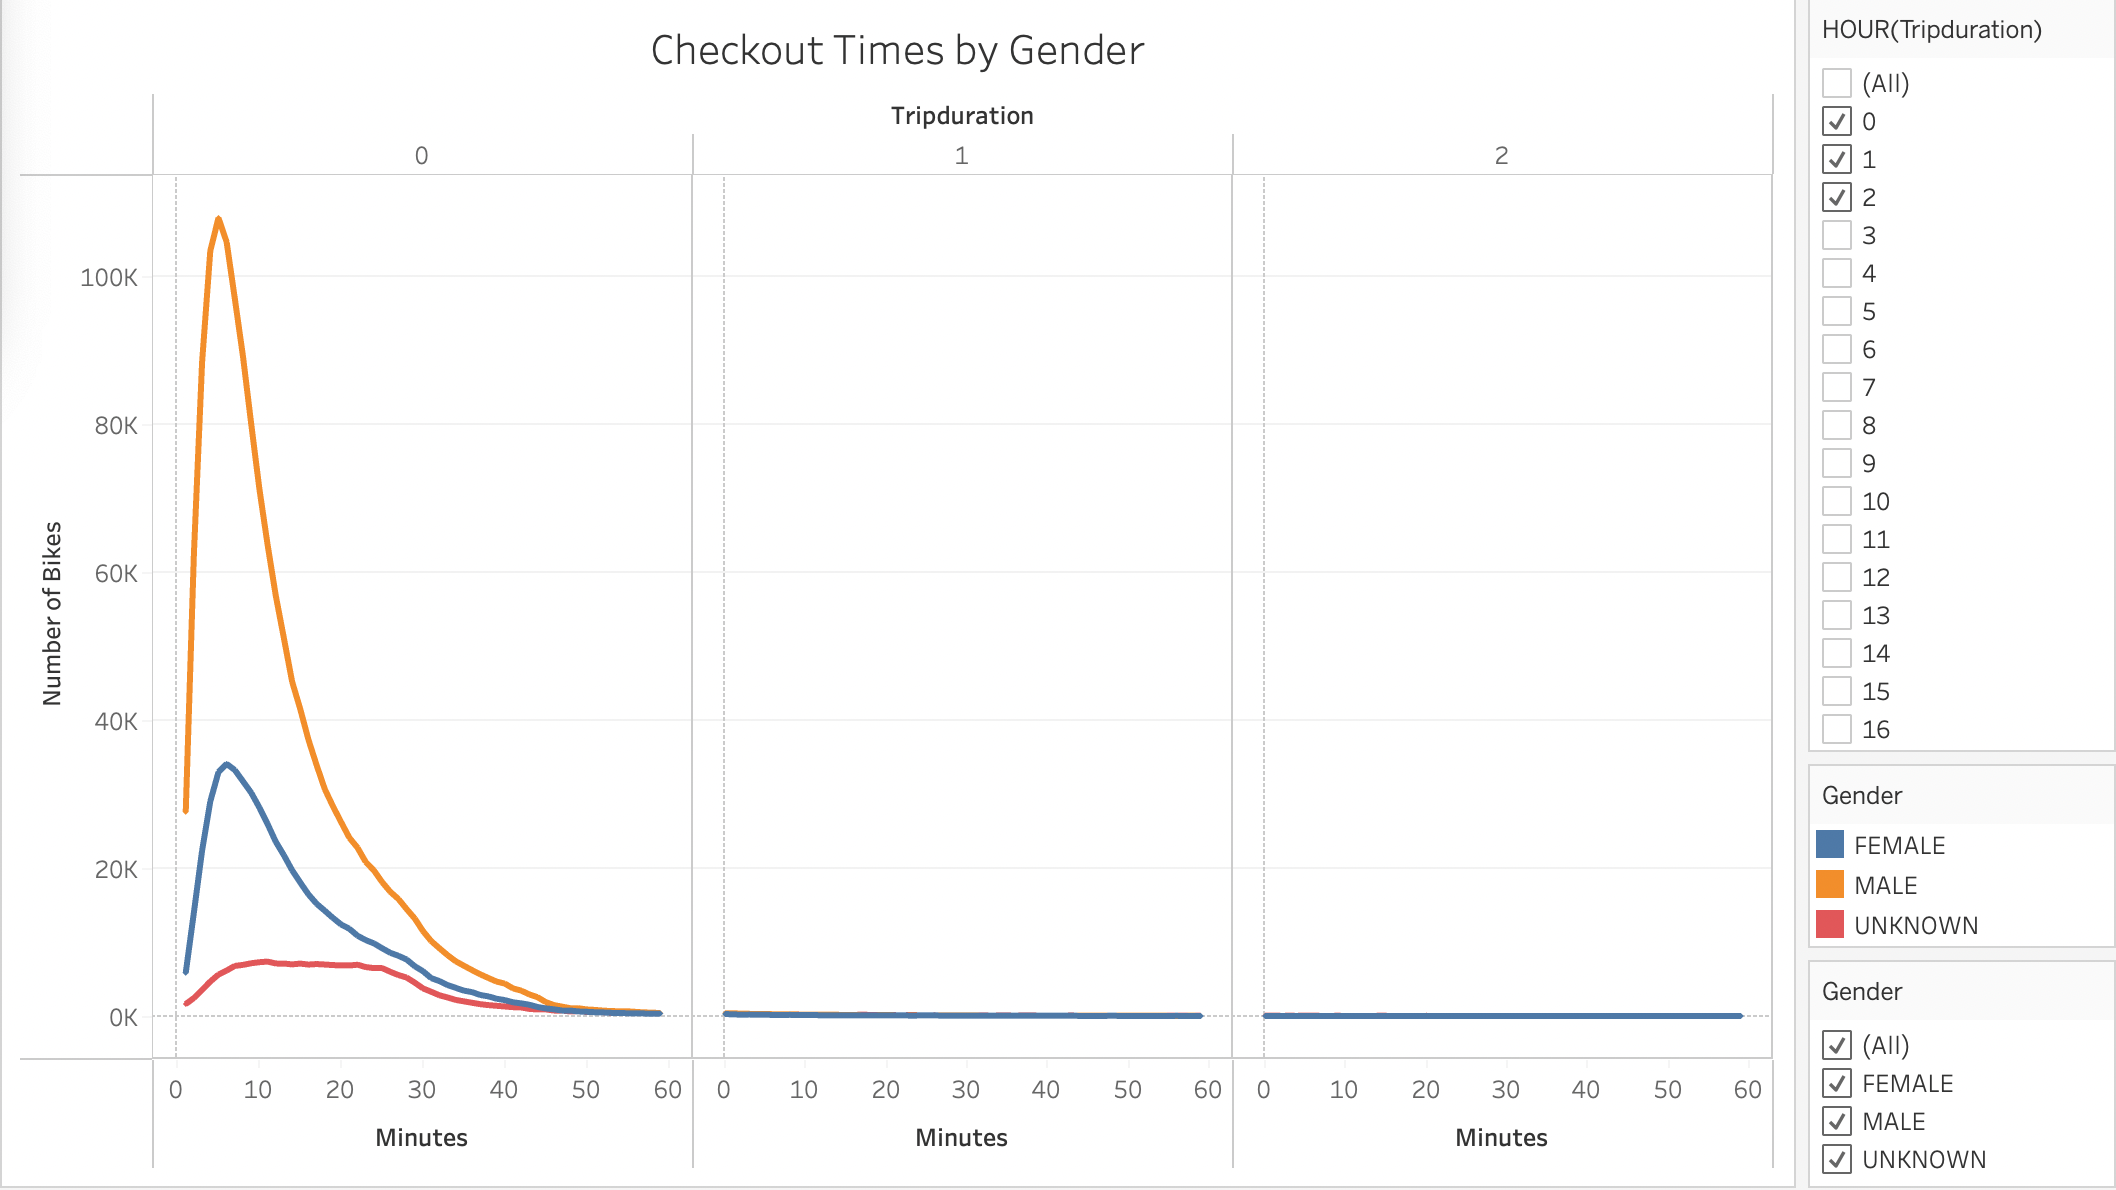 Checkout Times by Gender
Tripduration
0 1 2
Number of Bikes
100K
80K
60K
40K
20K
0K
0 10 20 30 40 50 60 0 10 20 30 40 50 60 0 10 20 30 40 50 60
Minutes Minutes Minutes
HOUR(Tripduration)
(All)
0
1
2
3
4
5
6
7
8
9
10
11
12
13
14
15
16
Gender
FEMALE
MALE
UNKNOWN
Gender
(All)
FEMALE
MALE
UNKNOWN